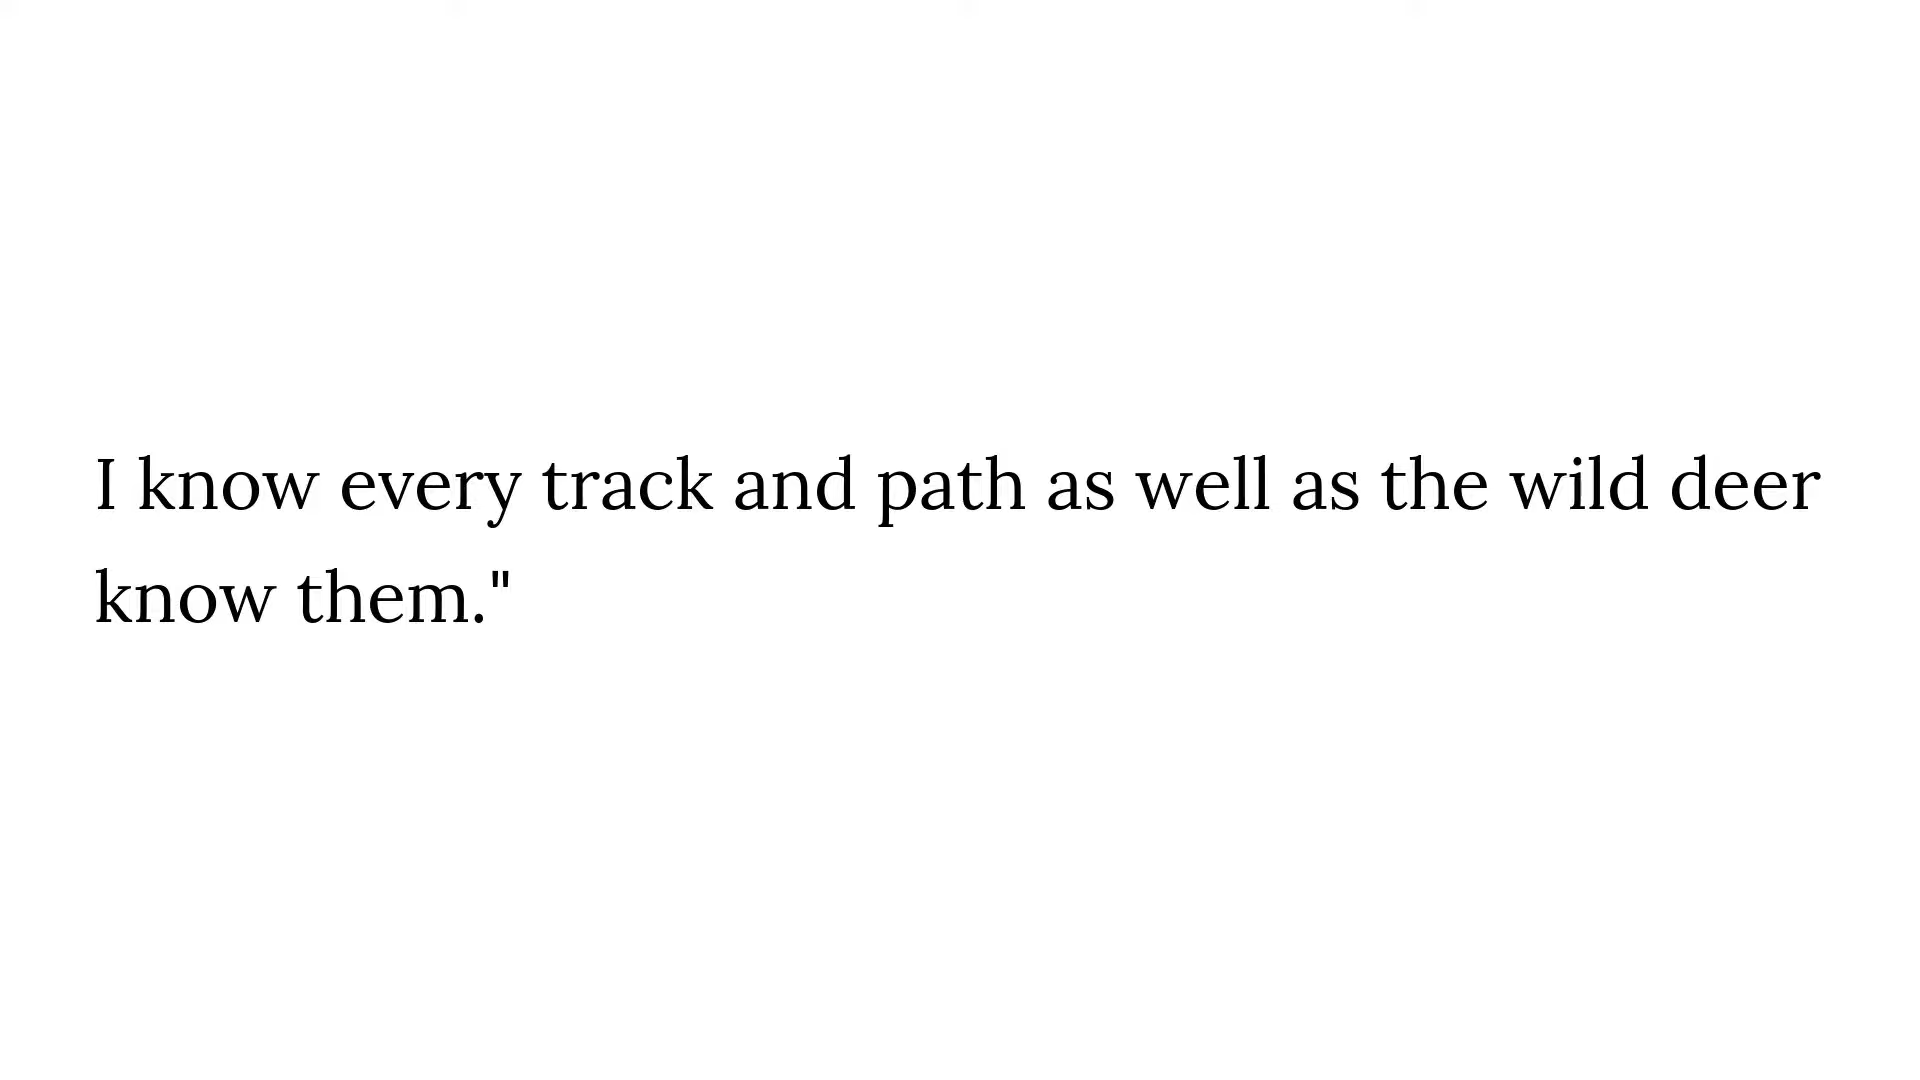 I know every track and path as well as the wild deer
know them."